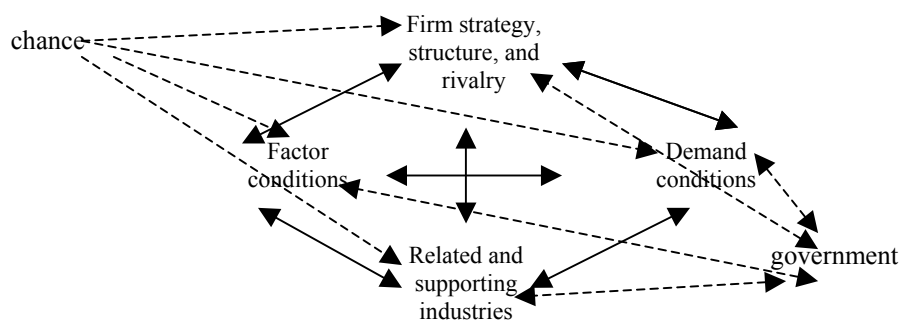 Firm strategy,
structure, and
rivalry
chance
Factor
conditions
Demand
conditions
Related and
supporting
industries
government